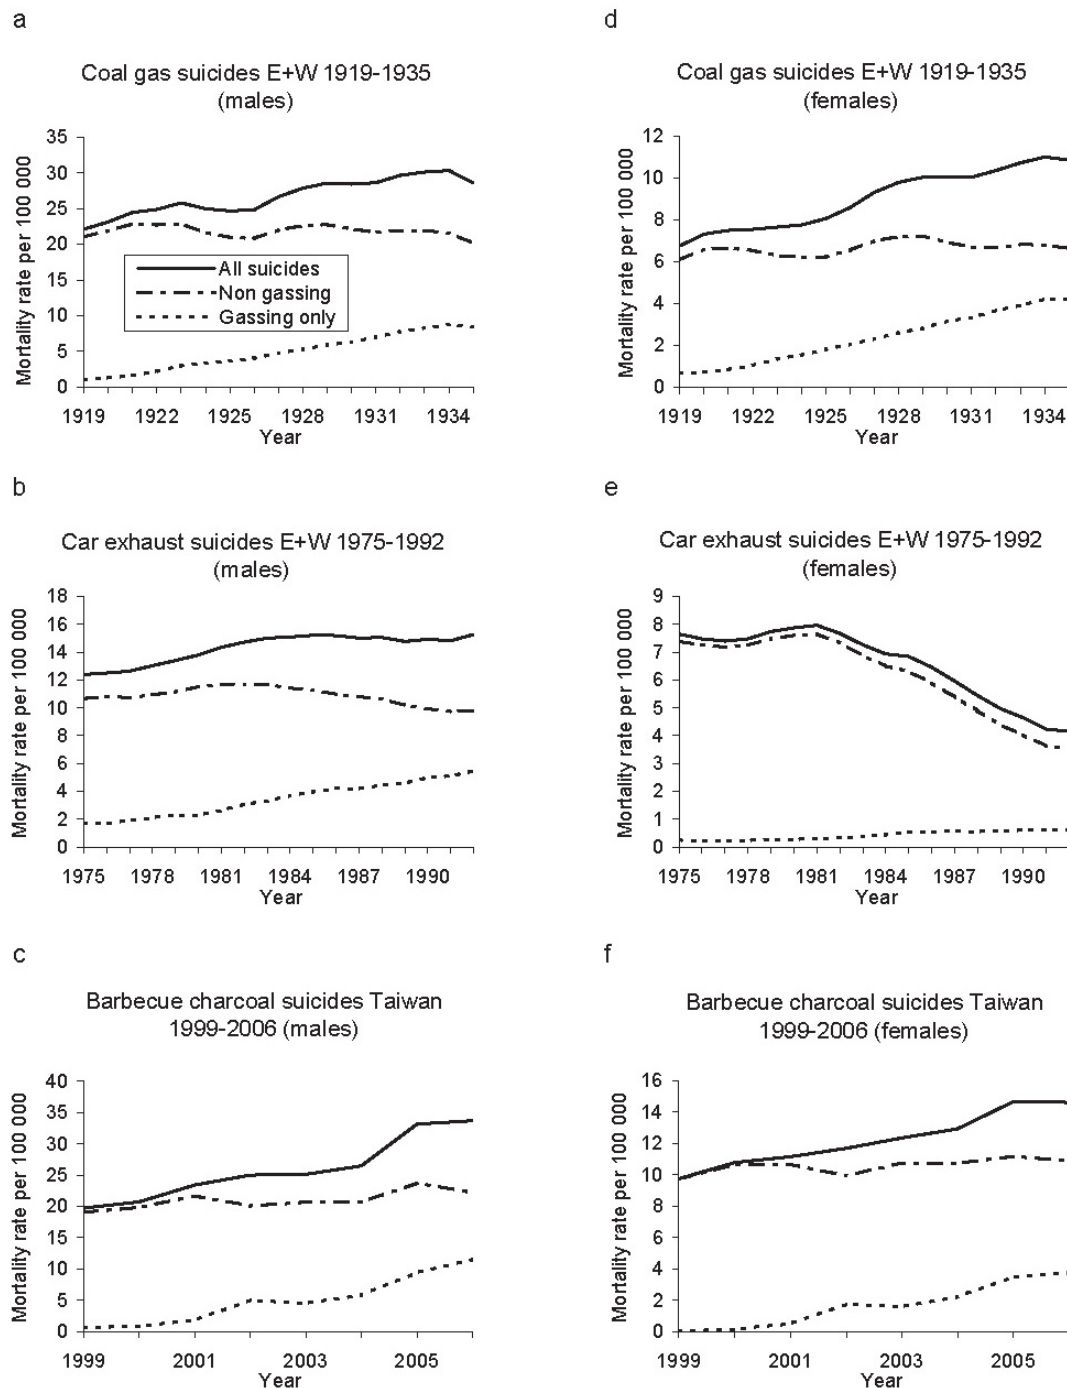 a
Coal gas suicides E+W 1919-1935
(males)
35
30
25
20
15
10
5
0
Mortality rate per 100 000
All suicides
Non gassing
Gassing only
1919 1922 1925 1928 1931 1934
Year
d
Coal gas suicides E+W 1919-1935
(females)
12
10
8
6
4
2
0
Mortality rate per 100 000
1919 1922 1925 1928 1931 1934
Year
b
Car exhaust suicides E+W 1975-1992
(males)
18
16
14
12
10
8
6
4
2
0
Mortality rate per 100 000
1975 1978 1981 1984 1987 1990
Year
e
Car exhaust suicides E+W 1975-1992
(females)
9
8
7
6
5
4
3
2
1
0
Mortality rate per 100 000
1975 1978 1981 1984 1987 1990
Year
c
Barbecue charcoal suicides Taiwan
1999-2006 (males)
40
35
30
25
20
15
10
5
0
Mortality rate per 100 000
1999 2001 2003 2005
Year
f
Barbecue charcoal suicides Taiwan
1999-2006 (females)
16
14
12
10
8
6
4
2
0
Mortality rate per 100 000
1999 2001 2003 2005
Year